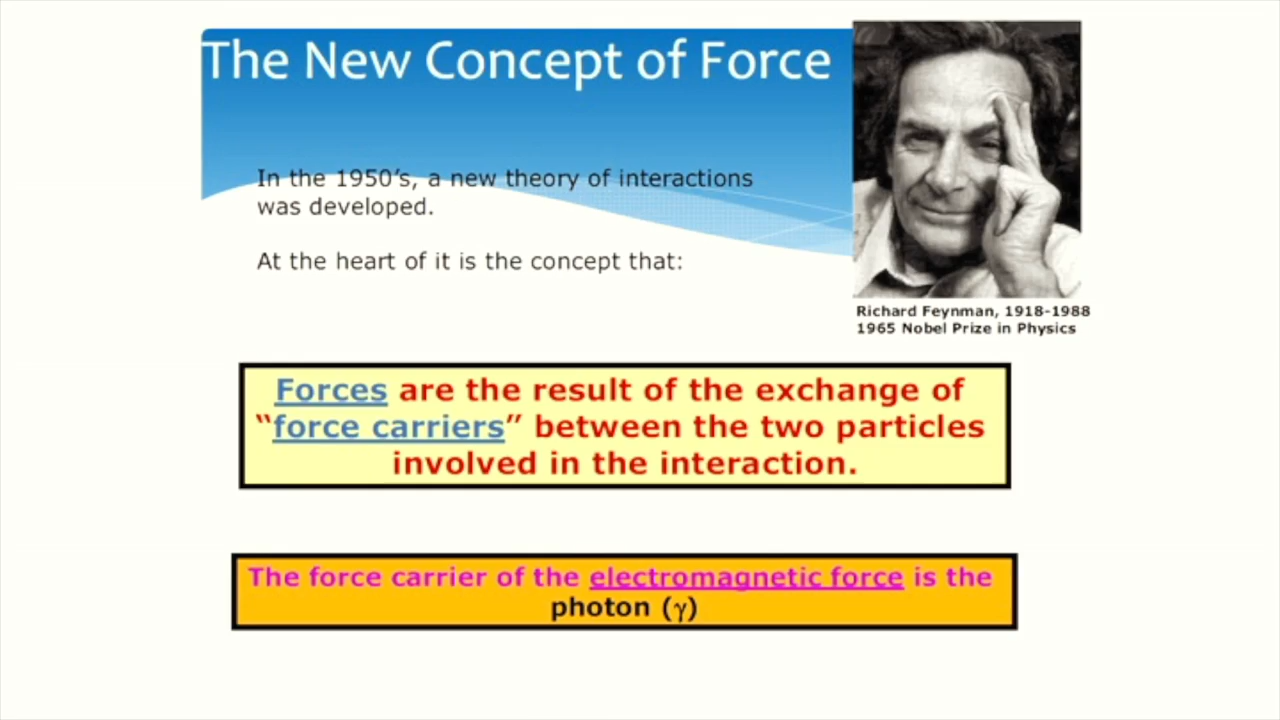 The New Concept of Force
In the 1950’s, a new theory of interactions
was developed.
At the heart of it is the concept that:
Richard Feynman, 1918-1988
1965 Nobel Prize in Physics
Forces are the result of the exchange of
“force carriers” between the two particles
involved in the interaction.
The force carrier of the electromagnetic force is the
photon (γ)